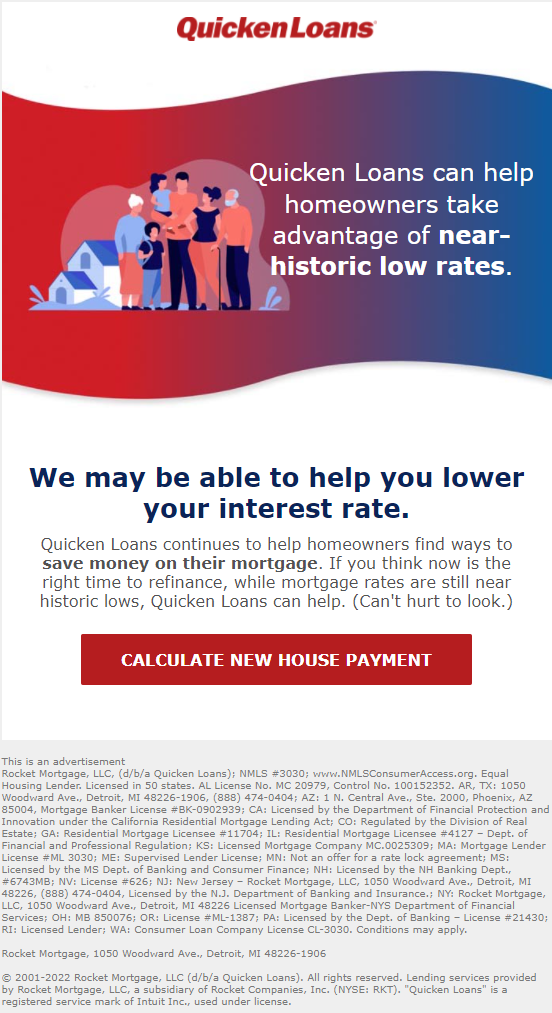 Quicken Loans
Quicken Loans can help
homeowners take
advantage of near-
historic low rates.
We may be able to help you lower
your interest rate.
Quicken Loans continues to help homeowners find ways to
save money on their mortgage. If you think now is the
right time to refinance, while mortgage rates are still near
historic lows, Quicken Loans can help. (Can't hurt to look.)
CALCULATE NEW HOUSE PAYMENT
This is an advertisement
Rocket Mortgage, LLC, (d/b/a Quicken Loans); NMLS #3030; www.NMLSConsumerAccess.org. Equal
Housing Lender. Licensed in 50 states. AL License No. MC 20979, Control No. 100152352. AR, TX: 1050
Woodward Ave., Detroit, MI 48226-1906, (888) 474-0404; AZ: 1 N. Central Ave., Ste. 2000, Phoenix, AZ
85004, Mortgage Banker License #BK-0902939; CA: Licensed by the Department of Financial Protection and
Innovation under the California Residential Mortgage Lending Act; CO: Regulated by the Division of Real
Estate; GA: Residential Mortgage Licensee #11704; IL: Residential Mortgage Licensee #4127 – Dept. of
Financial and Professional Regulation; KS: Licensed Mortgage Company MC.0025309; MA: Mortgage Lender
License #ML 3030; ME: Supervised Lender License; MN: Not an offer for a rate lock agreement; MS:
Licensed by the MS Dept. of Banking and Consumer Finance; NH: Licensed by the NH Banking Dept.,
#6743MB; NV: License #626; NJ: New Jersey – Rocket Mortgage, LLC, 1050 Woodward Ave., Detroit, MI
48226, (888) 474-0404, Licensed by the N.J. Department of Banking and Insurance.; NY: Rocket Mortgage,
LLC, 1050 Woodward Ave., Detroit, MI 48226 Licensed Mortgage Banker-NYS Department of Financial
Services; OH: MB 850076; OR: License #ML-1387; PA: Licensed by the Dept. of Banking – License #21430;
RI: Licensed Lender; WA: Consumer Loan Company License CL-3030. Conditions may apply.
Rocket Mortgage, 1050 Woodward Ave., Detroit, MI 48226-1906
© 2001-2022 Rocket Mortgage, LLC (d/b/a Quicken Loans). All rights reserved. Lending services provided
by Rocket Mortgage, LLC, a subsidiary of Rocket Companies, Inc. (NYSE: RKT). "Quicken Loans" is a
registered service mark of Intuit Inc., used under license.